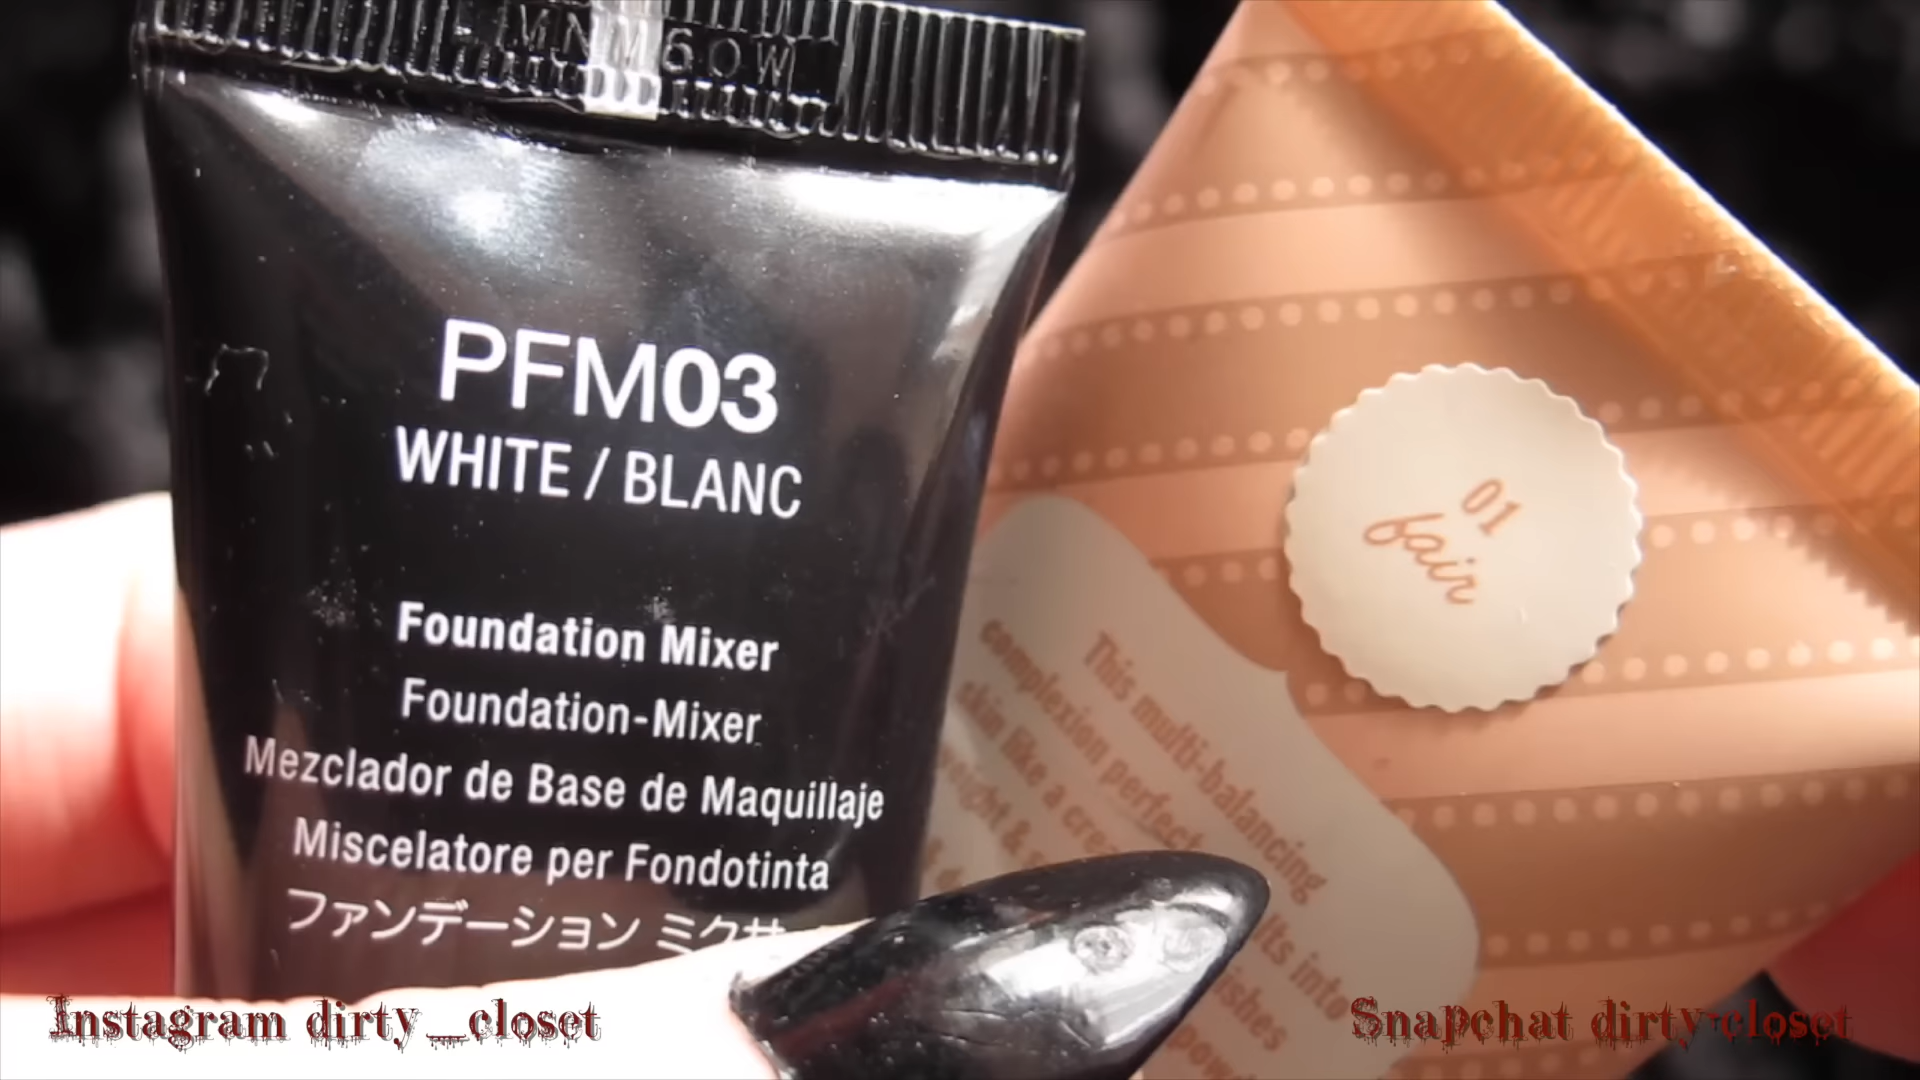 MNM60W
PFM03
WHITE / BLANC
Foundation Mixer
Foundation-Mixer
Mezclador de Base de Maquillaje
Miscelatore per Fondotinta
ファンデーション ミクサ
01
fair
This multi-balancing
complexion perfect
skin like a
Instagram dirty_closet
Snapchat dirty-closet